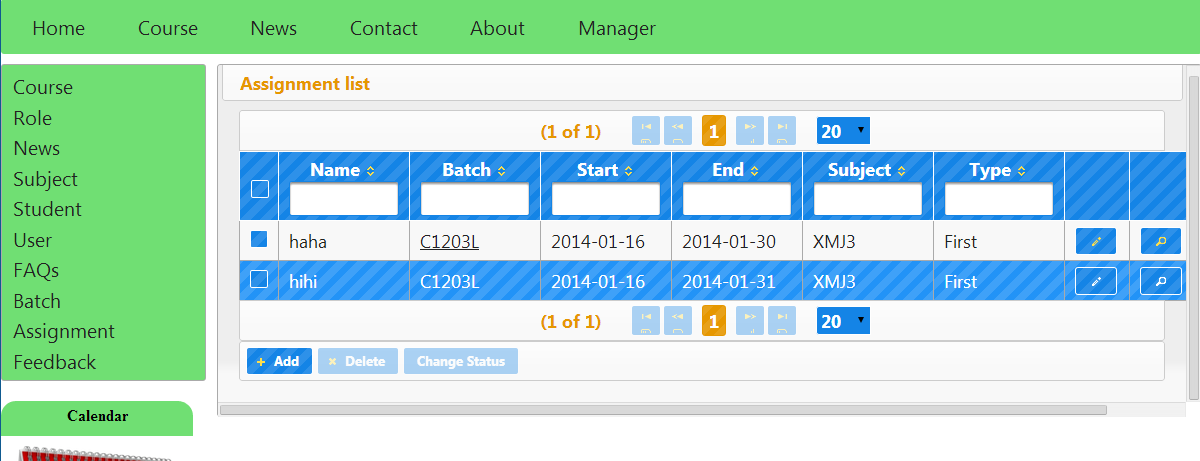 Home Course News Contact About Manager
Course
Role
News
Subject
Student
User
FAQs
Batch
Assignment
Feedback
Calendar
Assignment list
(1 of 1) 1 20
Name Batch Start End Subject Type
haha C1203L 2014-01-16 2014-01-30 XMJ3 First
hihi C1203L 2014-01-16 2014-01-31 XMJ3 First
(1 of 1) 1 20
Add Delete Change Status